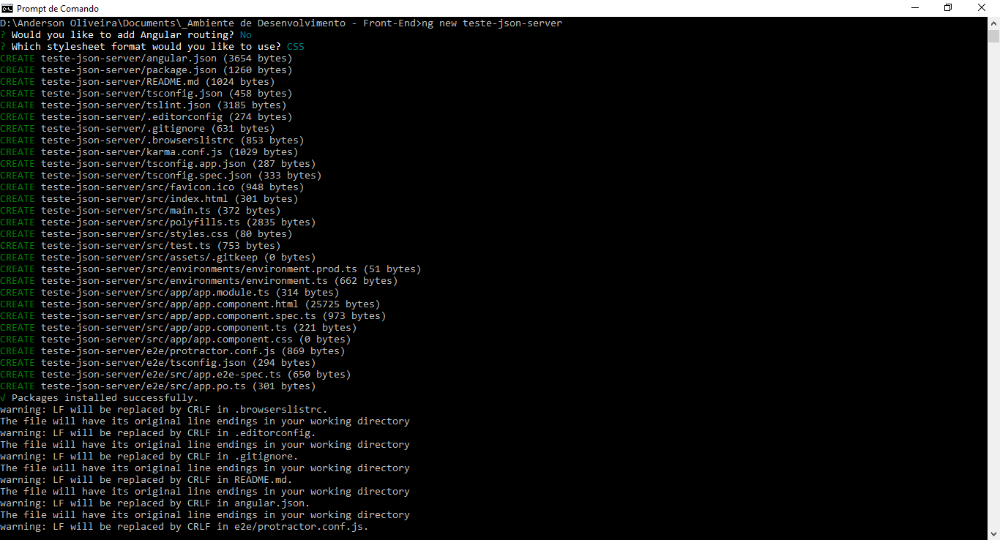 Prompt de Comando
D:\Anderson Oliveira\Documents\_Ambiente de Desenvolvimento - Front-End>ng new teste-json-server
? Would you like to add Angular routing? No
? Which stylesheet format would you like to use? CSS
CREATE teste-json-server/angular.json (3654 bytes)
CREATE teste-json-server/package.json (1260 bytes)
CREATE teste-json-server/README.md (1024 bytes)
CREATE teste-json-server/tsconfig.json (458 bytes)
CREATE teste-json-server/tslint.json (3185 bytes)
CREATE teste-json-server/.editorconfig (274 bytes)
CREATE teste-json-server/.gitignore (631 bytes)
CREATE teste-json-server/.browserslistrc (853 bytes)
CREATE teste-json-server/karma.conf.js (1029 bytes)
CREATE teste-json-server/tsconfig.app.json (287 bytes)
CREATE teste-json-server/tsconfig.spec.json (333 bytes)
CREATE teste-json-server/src/favicon.ico (948 bytes)
CREATE teste-json-server/src/index.html (301 bytes)
CREATE teste-json-server/src/main.ts (372 bytes)
CREATE teste-json-server/src/polyfills.ts (2835 bytes)
CREATE teste-json-server/src/styles.css (80 bytes)
CREATE teste-json-server/src/test.ts (753 bytes)
CREATE teste-json-server/src/assets/.gitkeep (0 bytes)
CREATE teste-json-server/src/environments/environment.prod.ts (51 bytes)
CREATE teste-json-server/src/environments/environment.ts (662 bytes)
CREATE teste-json-server/src/app/app.module.ts (314 bytes)
CREATE teste-json-server/src/app/app.component.html (25725 bytes)
CREATE teste-json-server/src/app/app.component.spec.ts (973 bytes)
CREATE teste-json-server/src/app/app.component.ts (221 bytes)
CREATE teste-json-server/src/app/app.component.css (0 bytes)
CREATE teste-json-server/e2e/protractor.conf.js (869 bytes)
CREATE teste-json-server/e2e/tsconfig.json (294 bytes)
CREATE teste-json-server/e2e/src/app.e2e-spec.ts (650 bytes)
CREATE teste-json-server/e2e/src/app.po.ts (301 bytes)
√ Packages installed successfully.
warning: LF will be replaced by CRLF in .browserslistrc.
The file will have its original line endings in your working directory
warning: LF will be replaced by CRLF in .editorconfig.
The file will have its original line endings in your working directory
warning: LF will be replaced by CRLF in .gitignore.
The file will have its original line endings in your working directory
warning: LF will be replaced by CRLF in README.md.
The file will have its original line endings in your working directory
warning: LF will be replaced by CRLF in angular.json.
The file will have its original line endings in your working directory
warning: LF will be replaced by CRLF in e2e/protractor.conf.js.